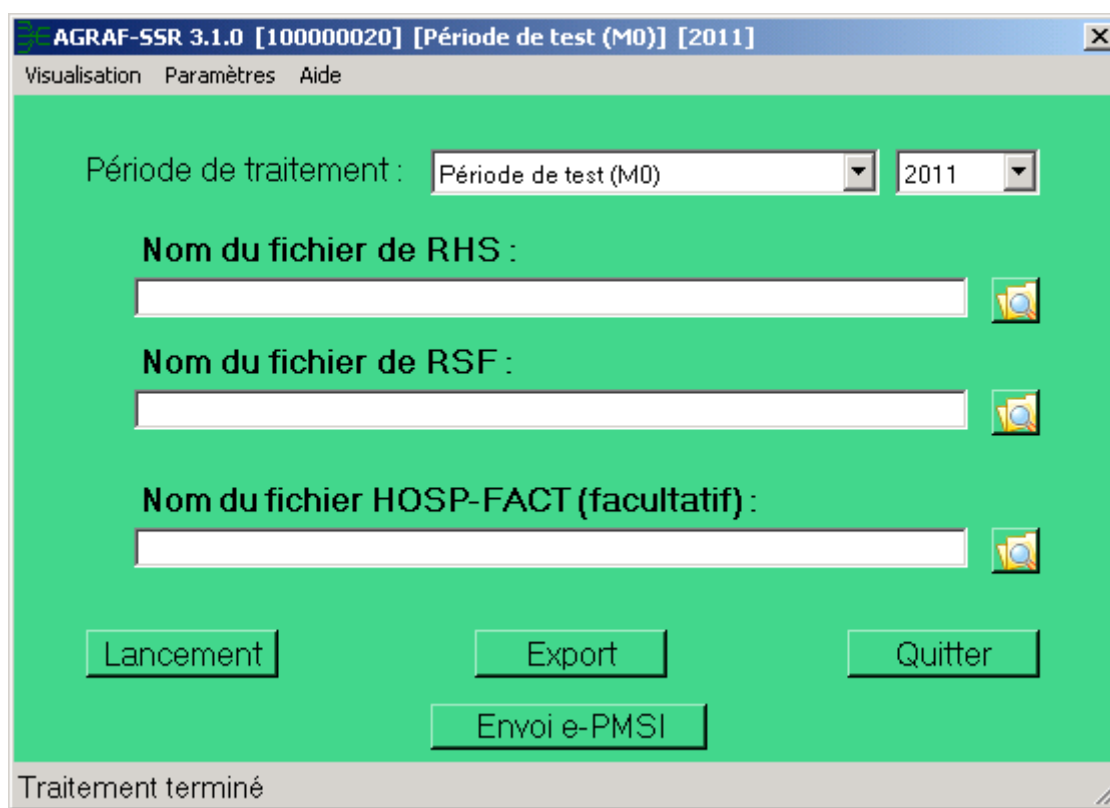 AGRAF-SSR 3.1.0 [100000020] [Période de test (M0)] [2011]
Visualisation Paramètres Aide
Période de traitement : Période de test (M0) 2011
Nom du fichier de RHS :
Nom du fichier de RSF :
Nom du fichier HOSP-FACT (facultatif) :
Lancement Export Quitter
Envoi e-PMSI
Traitement terminé